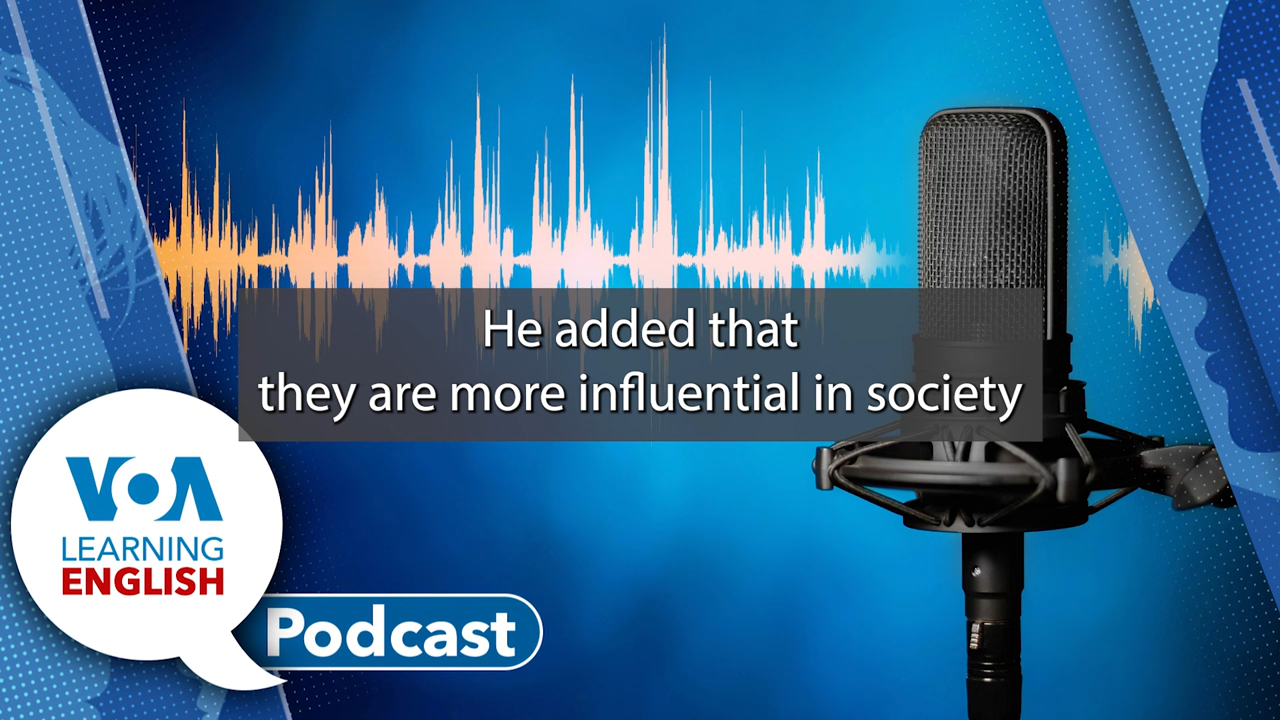 He added that
they are more influential in society
VOA
LEARNING
ENGLISH
Podcast